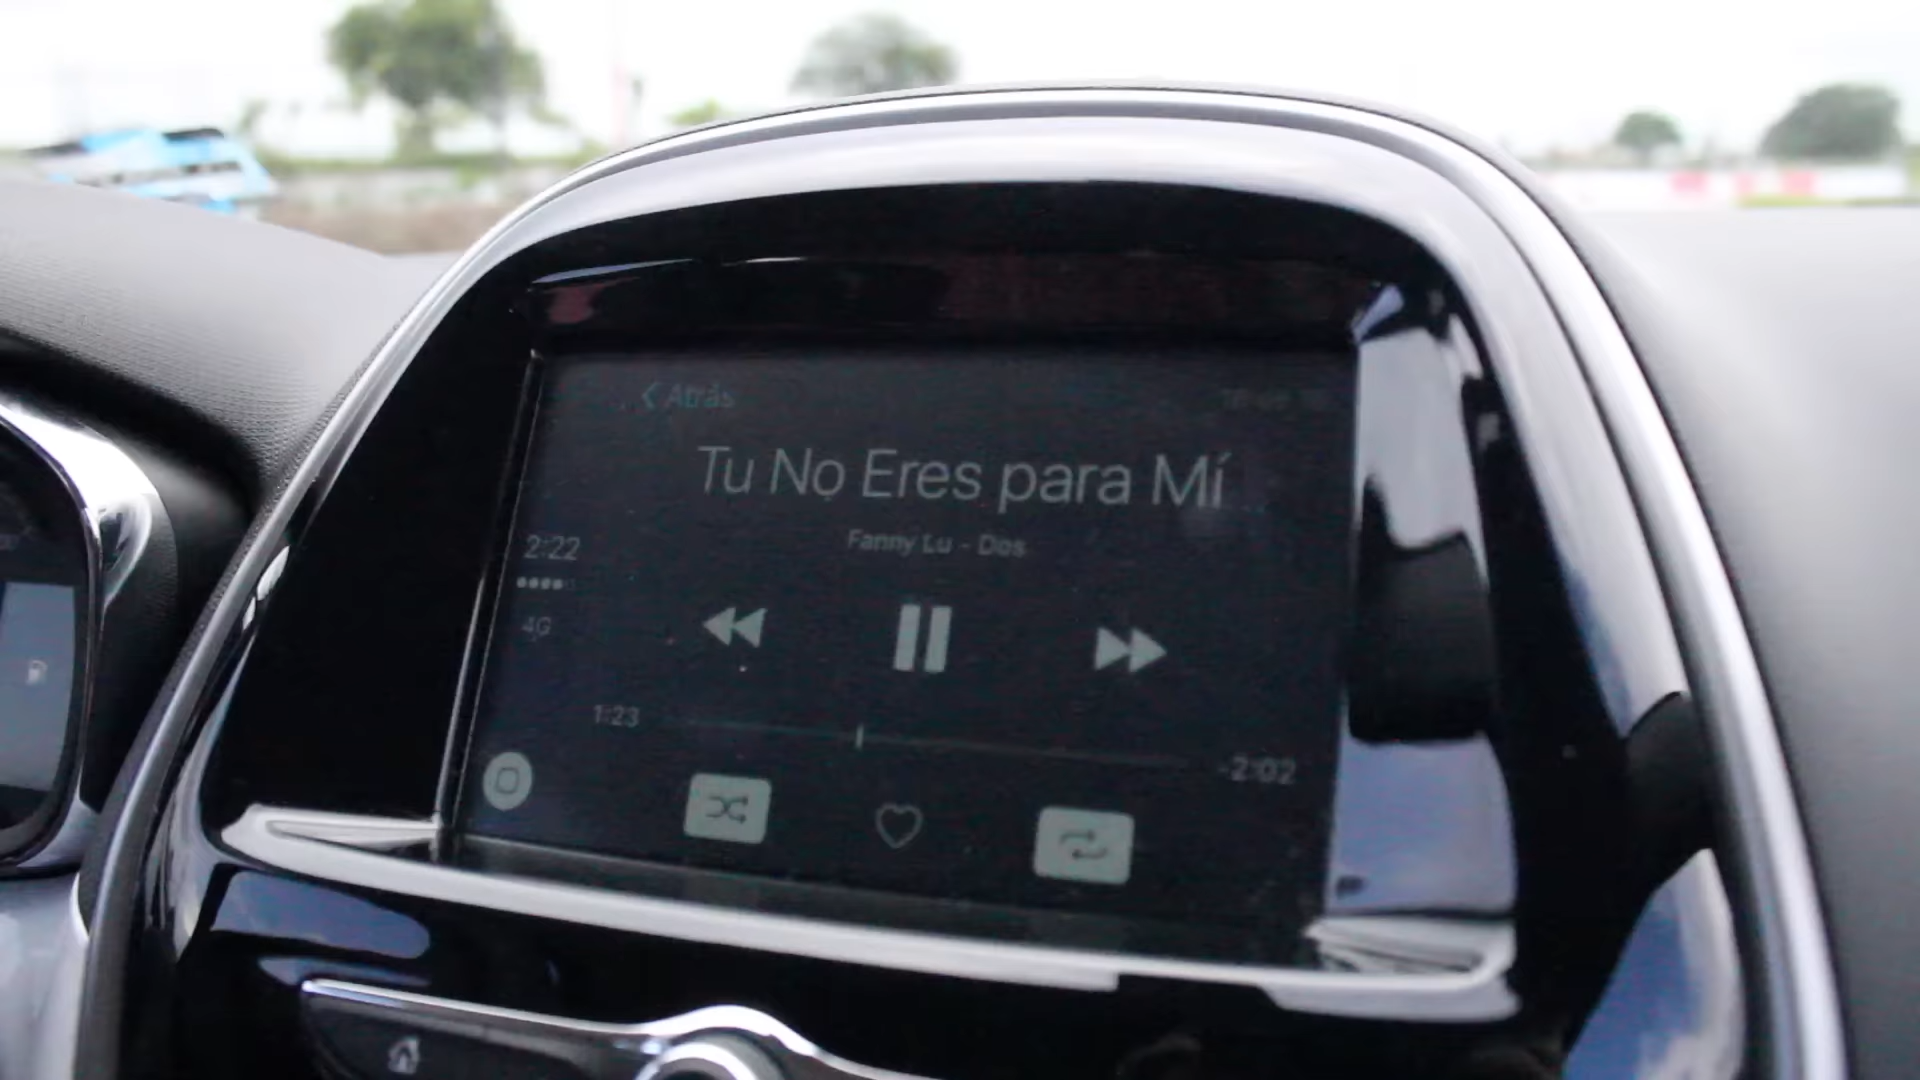 Atrás
Tu No Eres para Mí
Fanny Lu - Dos
2:22
4G
1:23
-2:02